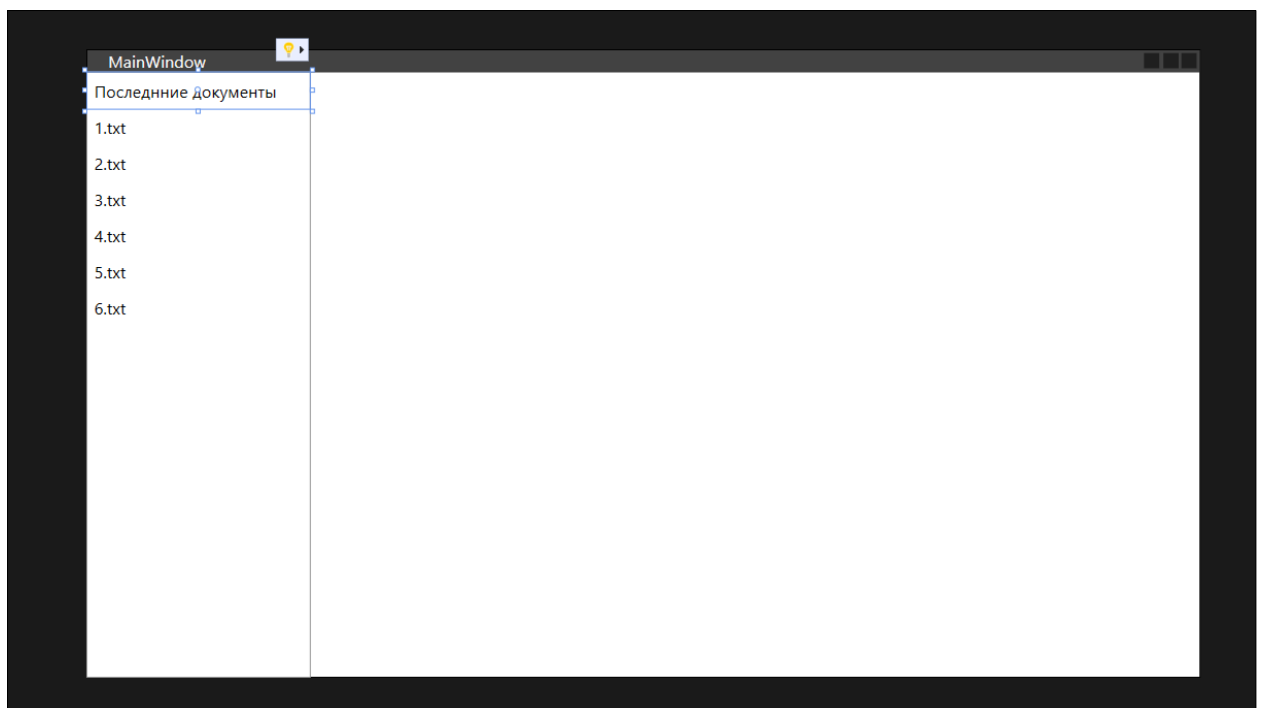 MainWindow
Последнние документы
1.txt
2.txt
3.txt
4.txt
5.txt
6.txt